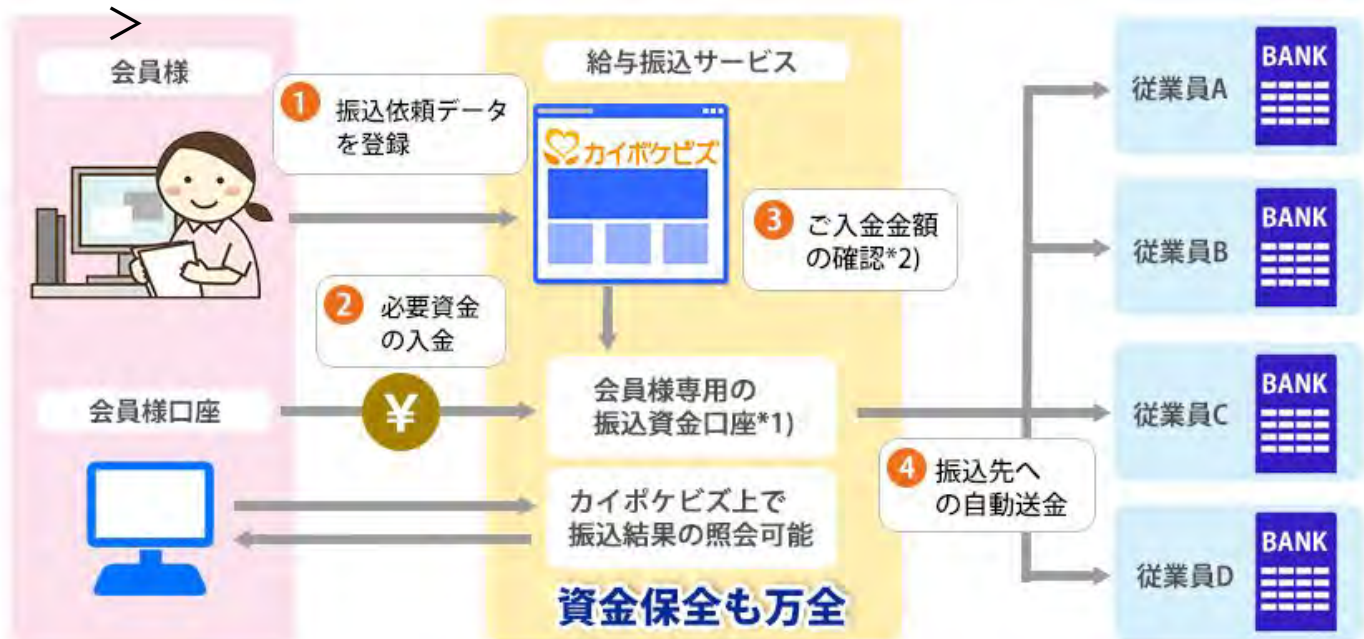 >
会員様
給与振込サービス
1 振込依頼データ
を登録
カイポケビズ
3 ご入金金額
の確認*2)
2 必要資金
の入金
¥
会員様口座
会員様専用の
振込資金口座*1)
カイポケビズ上で
振込結果の照会可能
資金保全も万全
4 振込先へ
の自動送金
従業員A
BANK
従業員B
BANK
従業員C
BANK
従業員D
BANK